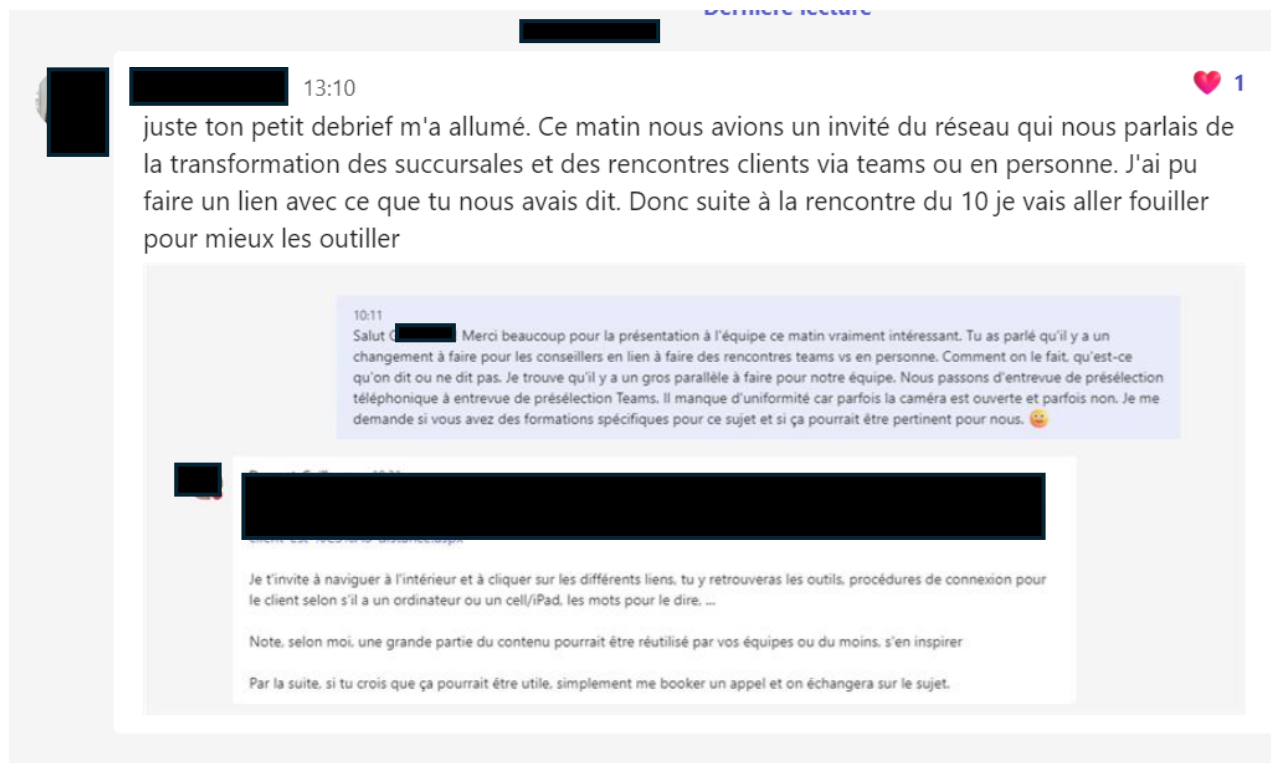 Dernière lecture
13:10
1
juste ton petit debrief m'a allumé. Ce matin nous avions un invité du réseau qui nous parlais de
la transformation des succursales et des rencontres clients via teams ou en personne. J'ai pu
faire un lien avec ce que tu nous avais dit. Donc suite à la rencontre du 10 je vais aller fouiller
pour mieux les outiller
10:11
Salut Merci beaucoup pour la présentation à l'équipe ce matin vraiment intéressant. Tu as parlé qu'il y a un
changement à faire pour les conseillers en lien à faire des rencontres teams vs en personne. Comment on le fait, qu'est-ce
qu'on dit ou ne dit pas. Je trouve qu'il y a un gros parallèle à faire pour notre équipe. Nous passons d'entrevue de présélection
téléphonique à entrevue de présélection Teams. Il manque d'uniformité car parfois la caméra est ouverte et parfois non. Je me
demande si vous avez des formations spécifiques pour ce sujet et si ça pourrait être pertinent pour nous.
Je t'invite à naviguer à l'intérieur et à cliquer sur les différents liens, tu y retrouveras les outils, procédures de connexion pour
le client selon s'il a un ordinateur ou un cell/iPad, les mots pour le dire, ...
Note, selon moi, une grande partie du contenu pourrait être réutilisé par vos équipes ou du moins, s'en inspirer
Par la suite, si tu crois que ça pourrait être utile, simplement me booker un appel et on échangera sur le sujet.